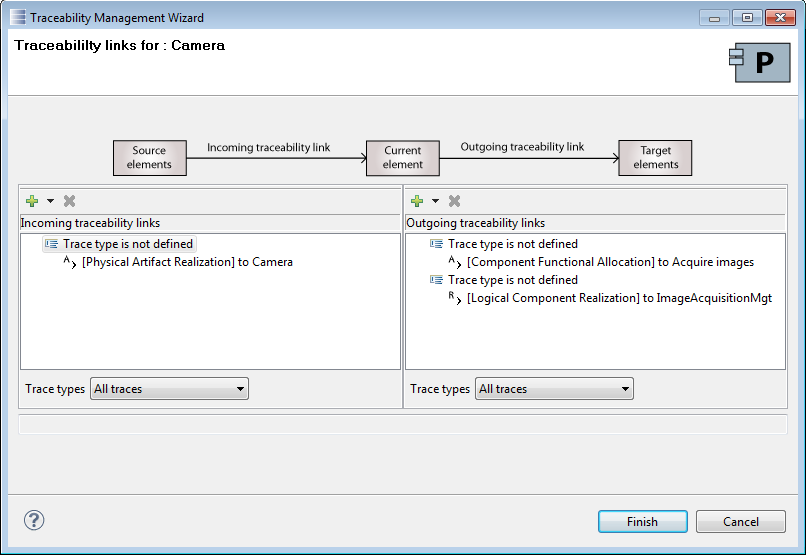 Traceability Management Wizard
Traceabililty links for : Camera
P
Source elements
Incoming traceability link
Current element
Outgoing traceability link
Target elements
Incoming traceability links
Trace type is not defined
A [Physical Artifact Realization] to Camera
Trace types All traces
Outgoing traceability links
Trace type is not defined
A [Component Functional Allocation] to Acquire images
Trace type is not defined
R [Logical Component Realization] to ImageAcquisitionMgt
Trace types All traces
?
Finish
Cancel